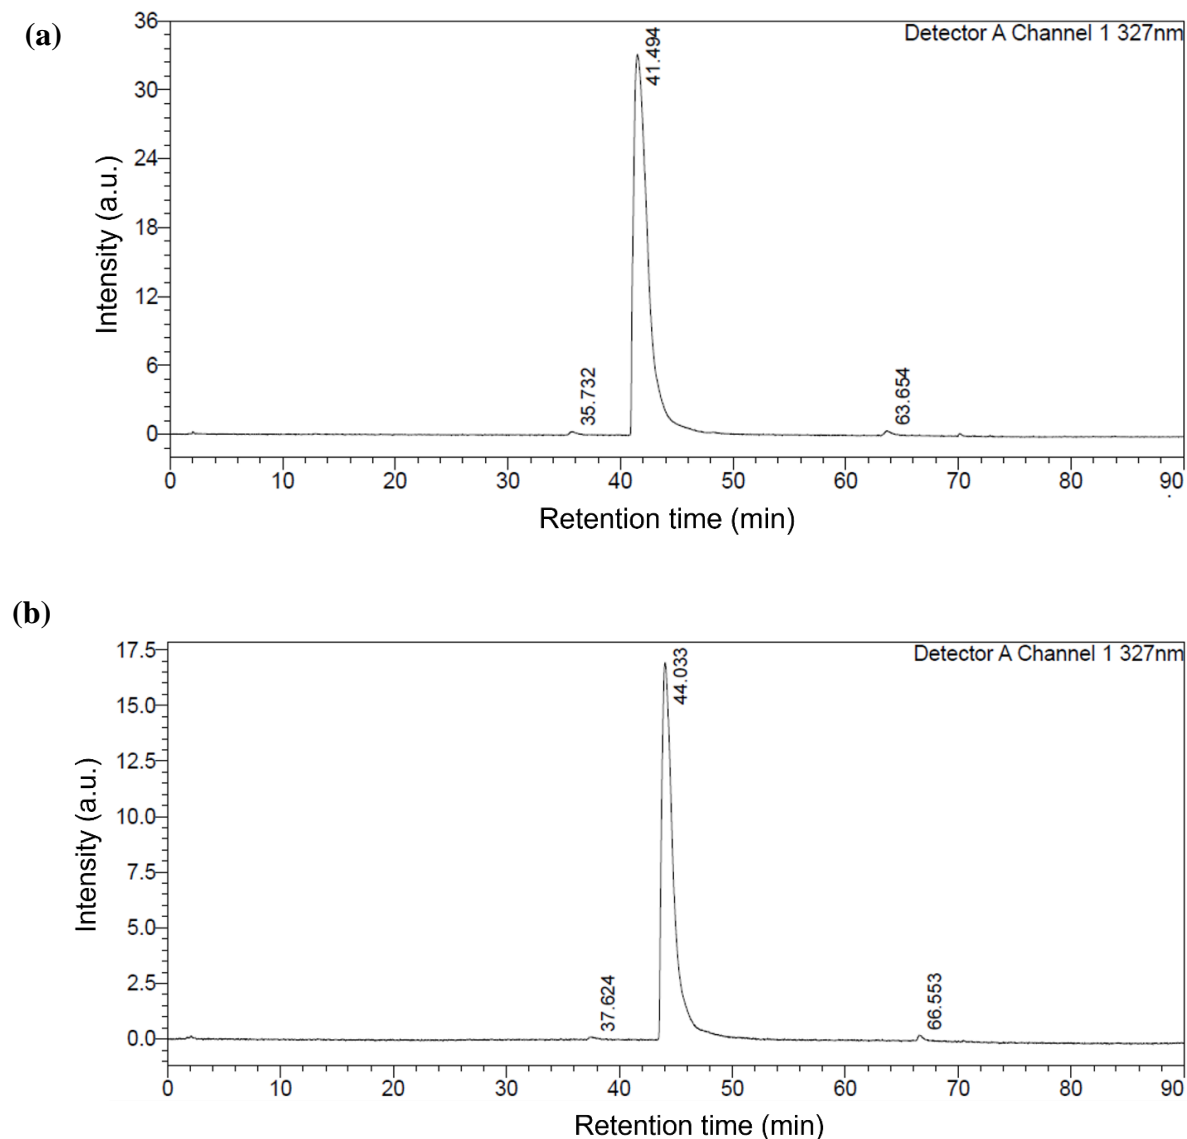 (a)
Detector A Channel 1 327nm
36
30
24
18
12
6
0
Intensity (a.u.)
35.732
41.494
63.654
0 10 20 30 40 50 60 70 80 90
Retention time (min)
(b)
Detector A Channel 1 327nm
17.5
15.0
12.5
10.0
7.5
5.0
2.5
0.0
Intensity (a.u.)
37.624
44.033
66.553
0 10 20 30 40 50 60 70 80 90
Retention time (min)